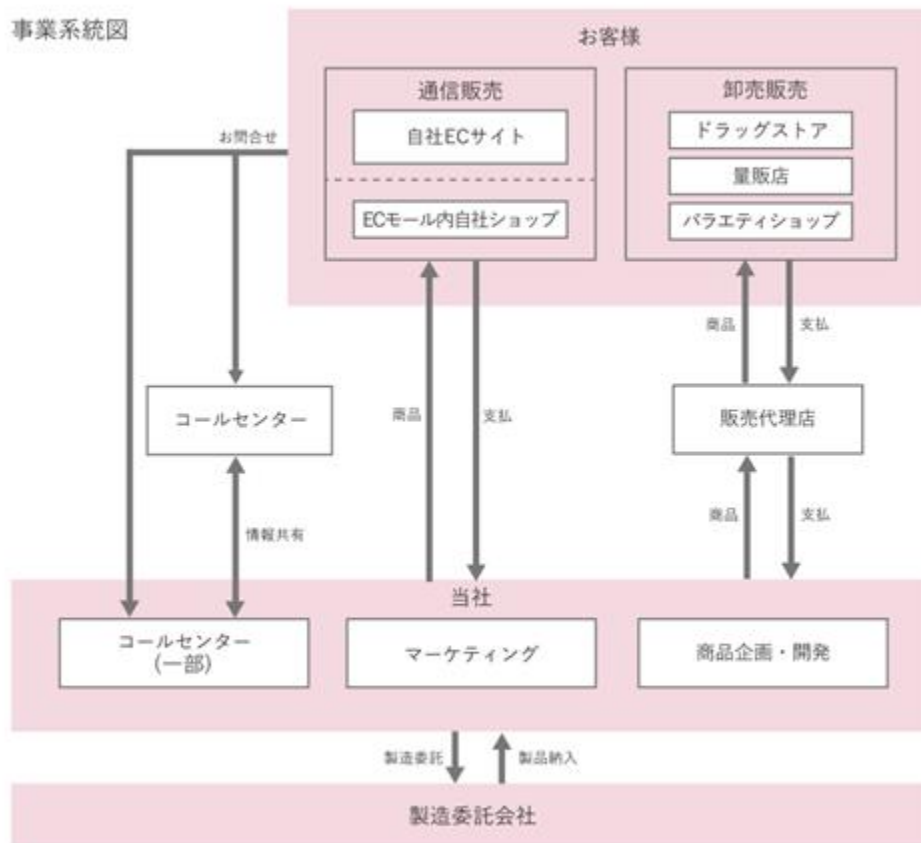 事業系統図
お客様
通信販売
自社ECサイト
ECモール内自社ショップ
卸売販売
ドラッグストア
量販店
バラエティショップ
お問合せ
商品
支払
コールセンター
商品
支払
販売代理店
情報共有
商品
支払
当社
コールセンター
(一部)
マーケティング
商品企画・開発
製造委託
製品納入
製造委託会社